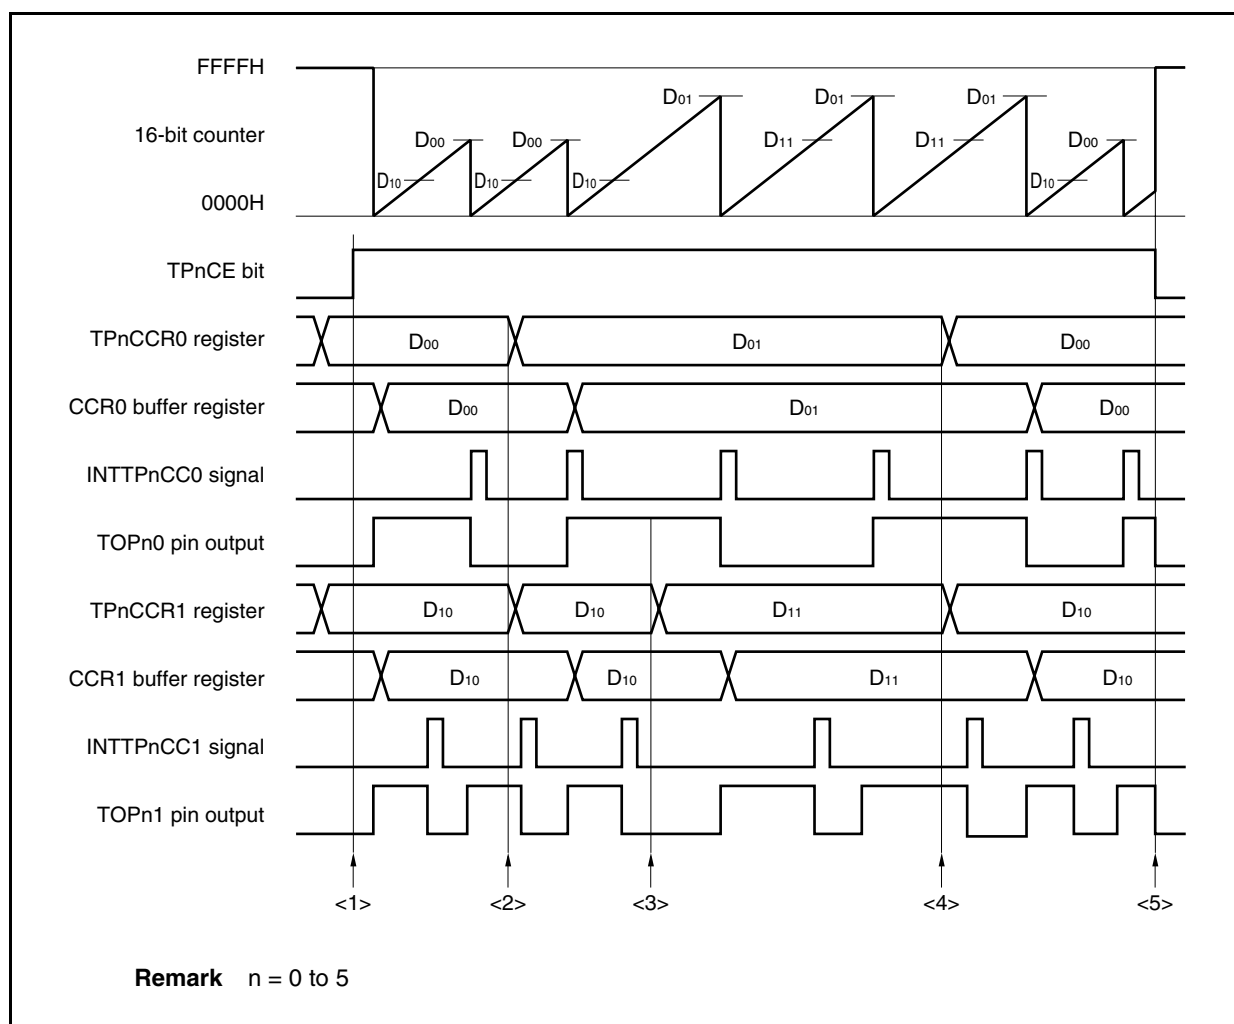 FFFFH
D01 D01 D01
16-bit counter D00 D00 D11 D11 D00
D10 D10 D10 D10
0000H
TPnCE bit
TPnCCR0 register D00 D01 D00
CCR0 buffer register D00 D01 D00
INTTPnCC0 signal
TOPn0 pin output
TPnCCR1 register D10 D10 D11 D10
CCR1 buffer register D10 D10 D11 D10
INTTPnCC1 signal
TOPn1 pin output
<1> <2> <3> <4> <5>
Remark n = 0 to 5